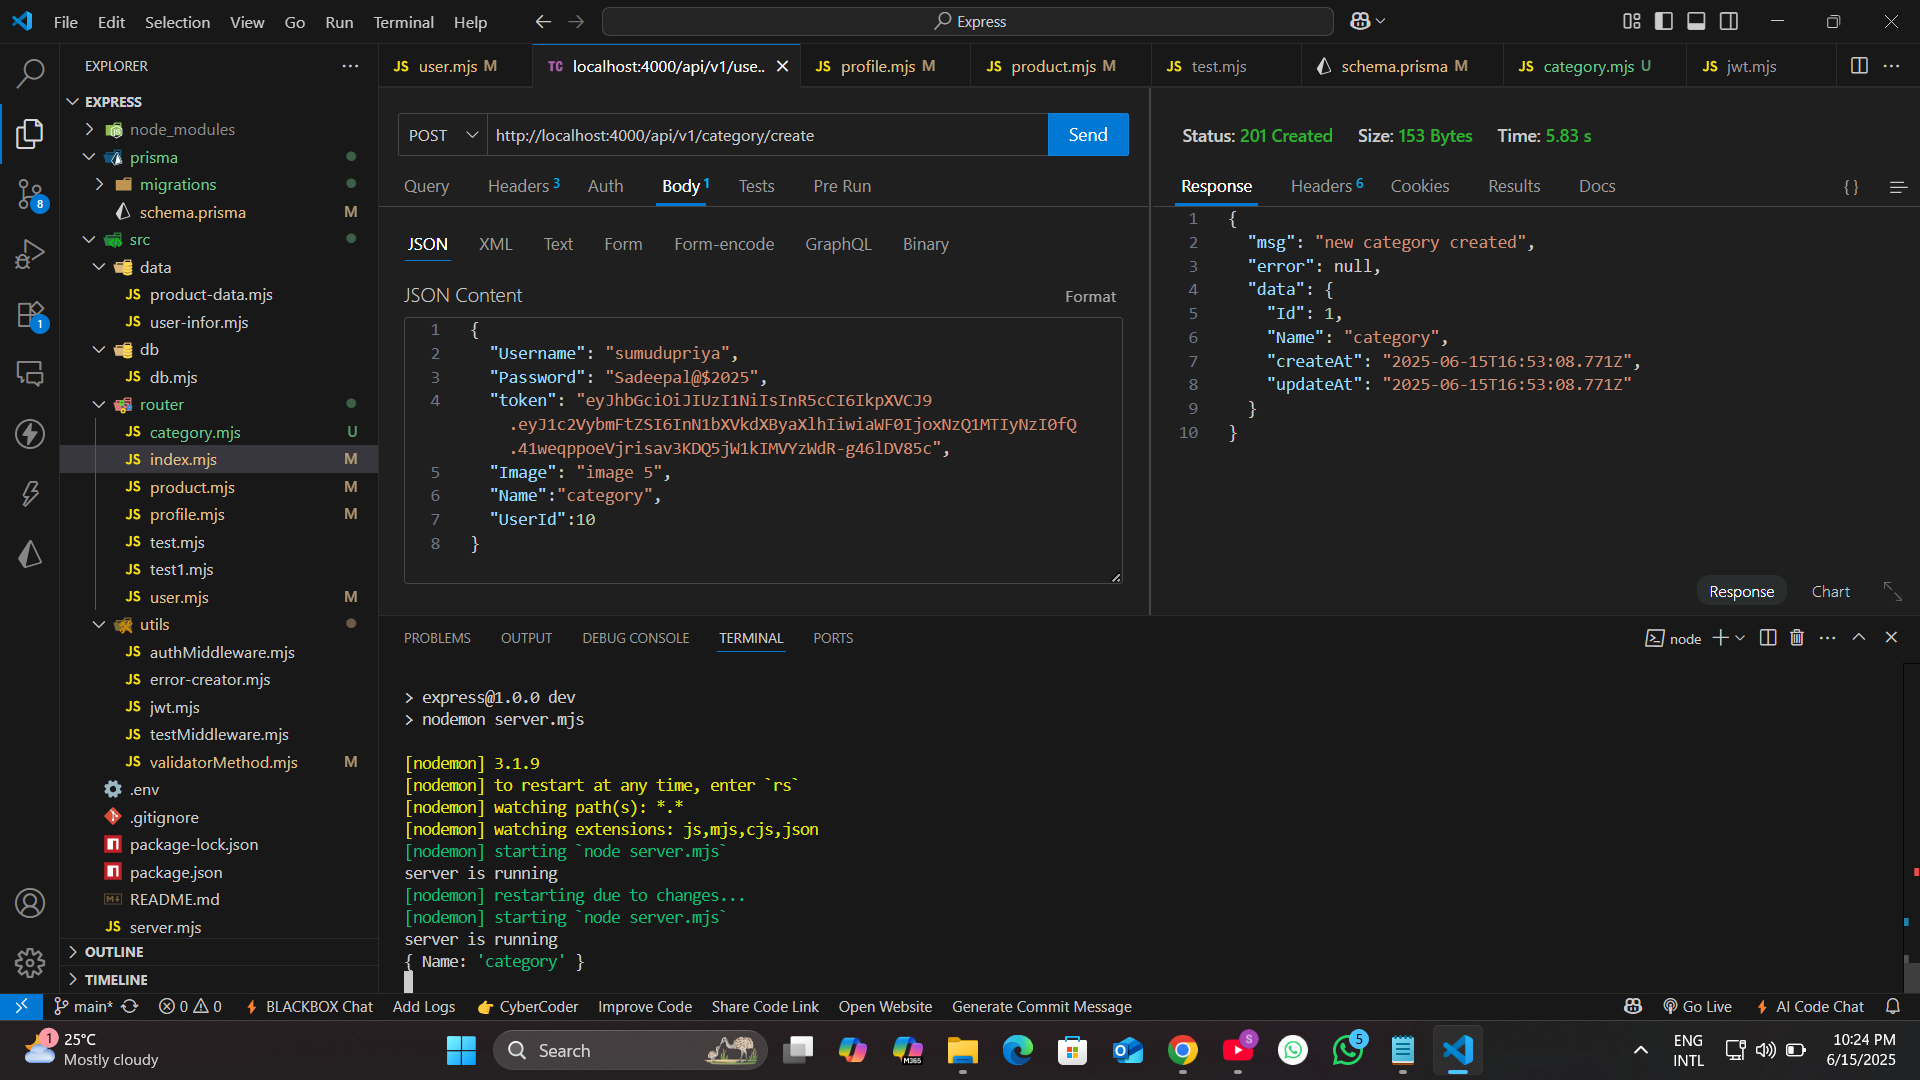 File Edit Selection View Go Run Terminal Help
Express
EXPLORER
user.mjs M
localhost:4000/api/v1/use..
profile.mjs M
product.mjs M
test.mjs
schema.prisma M
category.mjs U
jwt.mjs
EXPRESS
node_modules
prisma
migrations
schema.prisma M
src
data
product-data.mjs
user-infor.mjs
db
db.mjs
router
category.mjs U
index.mjs M
product.mjs M
profile.mjs M
test.mjs
test1.mjs
user.mjs M
utils
authMiddleware.mjs
error-creator.mjs
jwt.mjs
testMiddleware.mjs
validatorMethod.mjs M
.env
.gitignore
package-lock.json
package.json
README.md
server.mjs
OUTLINE
TIMELINE
8
1
POST http://localhost:4000/api/v1/category/create Send
Query Headers 3 Auth Body 1 Tests Pre Run
JSON XML Text Form Form-encode GraphQL Binary
JSON Content Format
1 {
2 "Username": "sumudupriya",
3 "Password": "Sadeepal@$2025",
4 "token": "eyJhbGciOiJIUzI1NiIsInR5cCI6IkpXVCJ9
.eyJ1c2VybmFtZSI6InN1bXVkdXByaXlhIiwiaWF0IjoxNzQ1MTIyNzI0fQ
.41weqppoeVjrisav3KDQ5jW1kIMVYzWdR-g46lDV85c",
5 "Image": "image 5",
6 "Name":"category",
7 "UserId":10
8 }
Status: 201 Created Size: 153 Bytes Time: 5.83 s
Response Headers 6 Cookies Results Docs { }
1 {
2 "msg": "new category created",
3 "error": null,
4 "data": {
5 "Id": 1,
6 "Name": "category",
7 "createAt": "2025-06-15T16:53:08.771Z",
8 "updateAt": "2025-06-15T16:53:08.771Z"
9 }
10 }
Response Chart
PROBLEMS OUTPUT DEBUG CONSOLE TERMINAL PORTS
node
> express@1.0.0 dev
> nodemon server.mjs
[nodemon] 3.1.9
[nodemon] to restart at any time, enter `rs`
[nodemon] watching path(s): *.*
[nodemon] watching extensions: js,mjs,cjs,json
[nodemon] starting `node server.mjs`
server is running
[nodemon] restarting due to changes...
[nodemon] starting `node server.mjs`
server is running
{ Name: 'category' }
main* 0 0 BLACKBOX Chat Add Logs CyberCoder Improve Code Share Code Link Open Website Generate Commit Message
Go Live AI Code Chat
1
25°C
Mostly cloudy
Search
M365
S
5
ENG
INTL
10:24 PM
6/15/2025